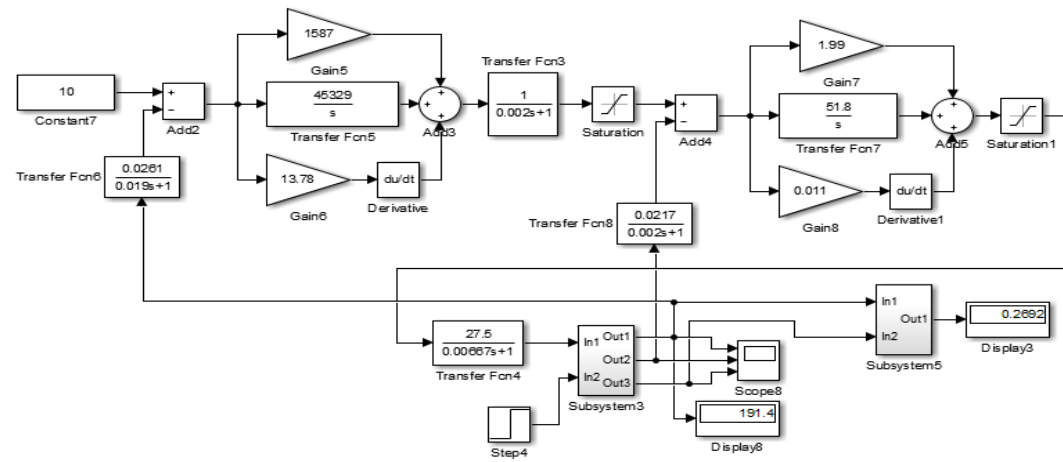 1587
Gain5
10
Constant7
+
−
Add2
45329
s
Transfer Fcn5
+
+
+
Add3
Transfer Fcn3
1
0.002s+1
Saturation
+
−
Add4
1.99
Gain7
51.8
s
Transfer Fcn7
+
+
+
Add5
Saturation1
Transfer Fcn6
0.0261
0.019s+1
13.78
Gain6
du/dt
Derivative
Transfer Fcn8
0.0217
0.002s+1
0.011
Gain8
du/dt
Derivative1
27.5
0.00667s+1
Transfer Fcn4
In1
In2
Out1
Out2
Out3
Subsystem3
Step4
Scope8
191.4
Display8
In1
In2
Out1
Subsystem5
0.2692
Display3